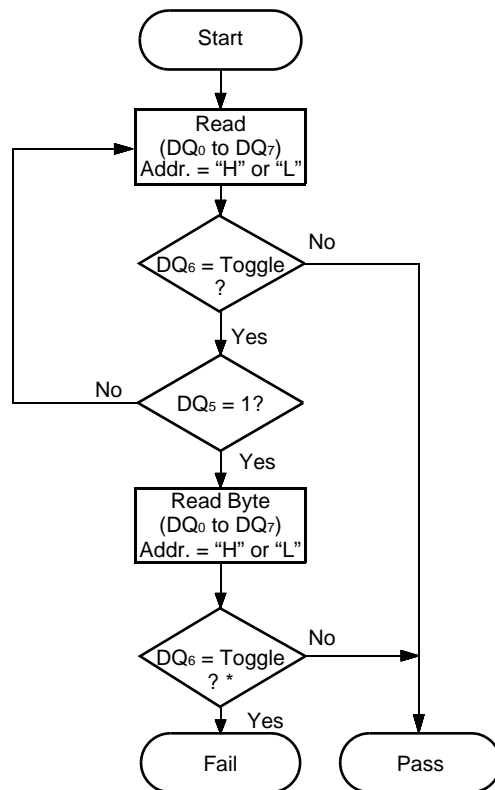 Start
Read
(DQ0 to DQ7)
Addr. = “H” or “L”
No
DQ6 = Toggle
?
Yes
No
DQ5 = 1?
Yes
Read Byte
(DQ0 to DQ7)
Addr. = “H” or “L”
No
DQ6 = Toggle
? *
Yes
Fail
Pass